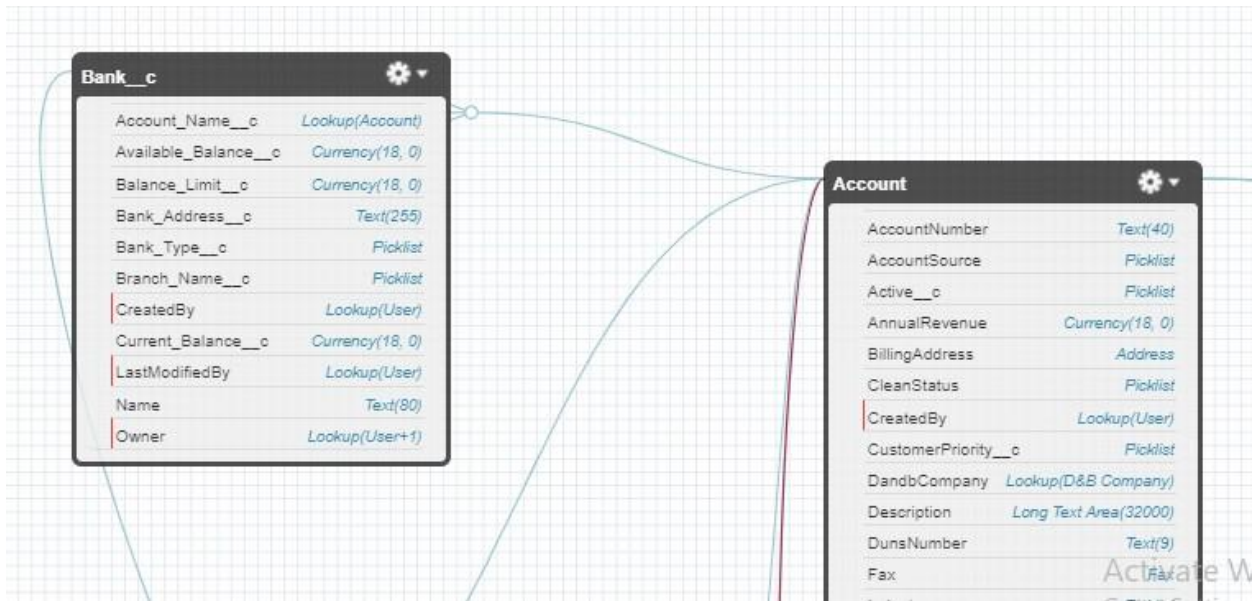 Bank__c
Account_Name__c Lookup(Account)
Available_Balance__c Currency(18, 0)
Balance_Limit__c Currency(18, 0)
Bank_Address__c Text(255)
Bank_Type__c Picklist
Branch_Name__c Picklist
CreatedBy Lookup(User)
Current_Balance__c Currency(18, 0)
LastModifiedBy Lookup(User)
Name Text(80)
Owner Lookup(User+1)
Account
AccountNumber Text(40)
AccountSource Picklist
Active__c Picklist
AnnualRevenue Currency(18, 0)
BillingAddress Address
CleanStatus Picklist
CreatedBy Lookup(User)
CustomerPriority__c Picklist
DandbCompany Lookup(D&B Company)
Description Long Text Area(32000)
DunsNumber Text(9)
Fax Fax
Activate W